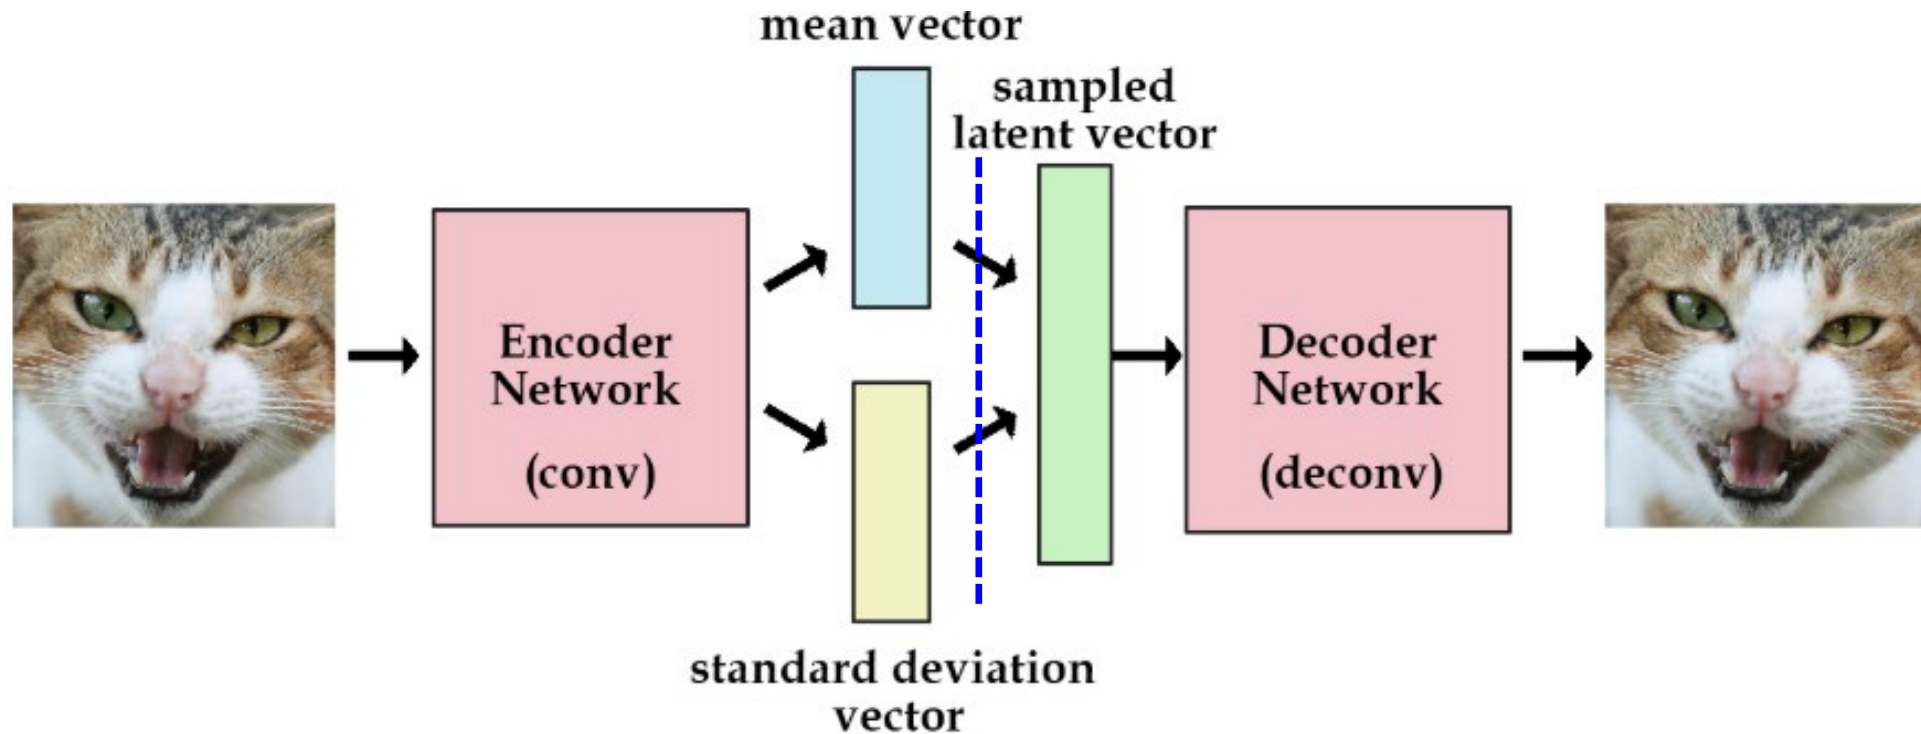 mean vector
sampled
latent vector
Encoder
Network
(conv)
Decoder
Network
(deconv)
standard deviation
vector